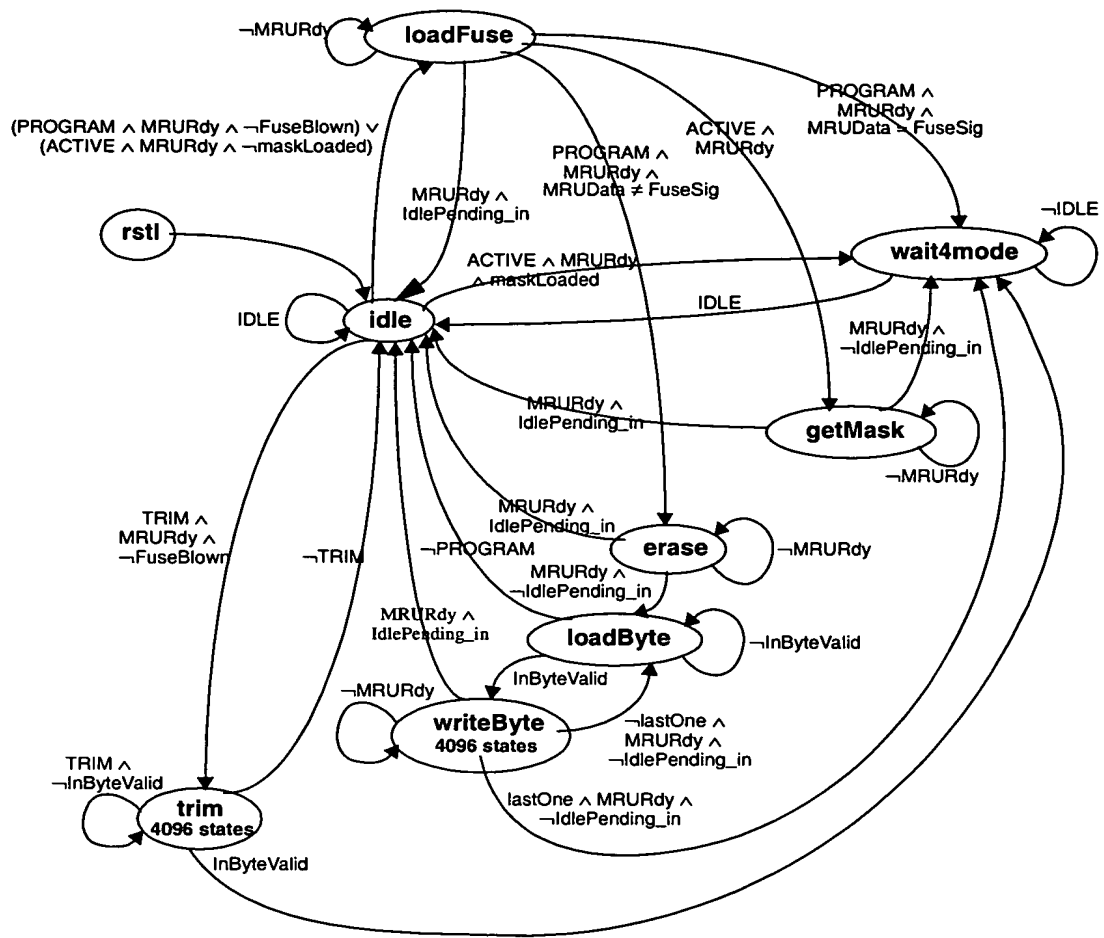 loadFuse
¬MRURdy
(PROGRAM ∧ MRURdy ∧ ¬FuseBlown) ∨
(ACTIVE ∧ MRURdy ∧ ¬maskLoaded)
PROGRAM ∧
MRURdy ∧
MRUData = FuseSig
ACTIVE ∧
MRURdy
PROGRAM ∧
MRURdy ∧
MRUData ≠ FuseSig
MRURdy ∧
IdlePending_in
rstl
¬IDLE
wait4mode
ACTIVE ∧ MRURdy
∧ maskLoaded
IDLE
IDLE
idle
MRURdy ∧
¬IdlePending_in
MRURdy ∧
IdlePending_in
getMask
¬MRURdy
TRIM ∧
MRURdy ∧
¬FuseBlown
¬TRIM
MRURdy ∧
IdlePending_in
erase
¬MRURdy
¬PROGRAM
MRURdy ∧
¬IdlePending_in
MRURdy ∧
IdlePending_in
loadByte
¬InByteValid
InByteValid
¬MRURdy
writeByte
4096 states
¬lastOne ∧
MRURdy ∧
¬IdlePending_in
TRIM ∧
¬InByteValid
trim
4096 states
lastOne ∧ MRURdy ∧
¬IdlePending_in
InByteValid